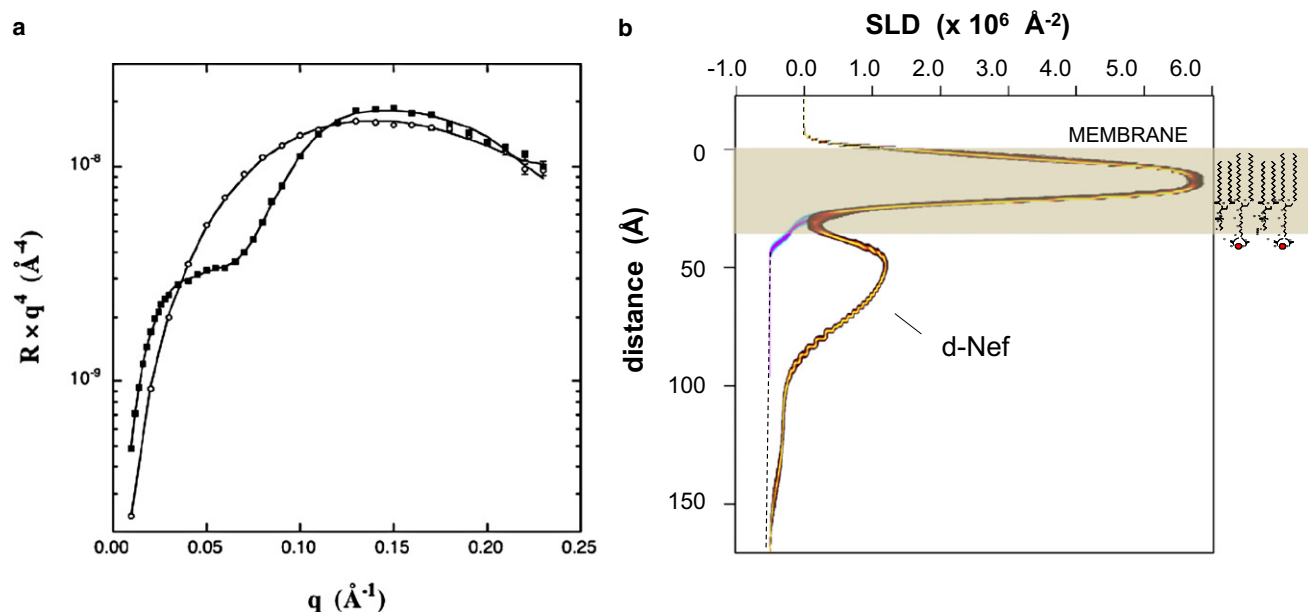 a
R × q⁴ (Å⁻⁴)
10⁻⁸
10⁻⁹
0.00 0.05 0.10 0.15 0.20 0.25
q (Å⁻¹)
b
SLD (x 10⁶ Å⁻²)
-1.0 0.0 1.0 2.0 3.0 4.0 5.0 6.0
MEMBRANE
distance (Å)
0
50
100
150
d-Nef